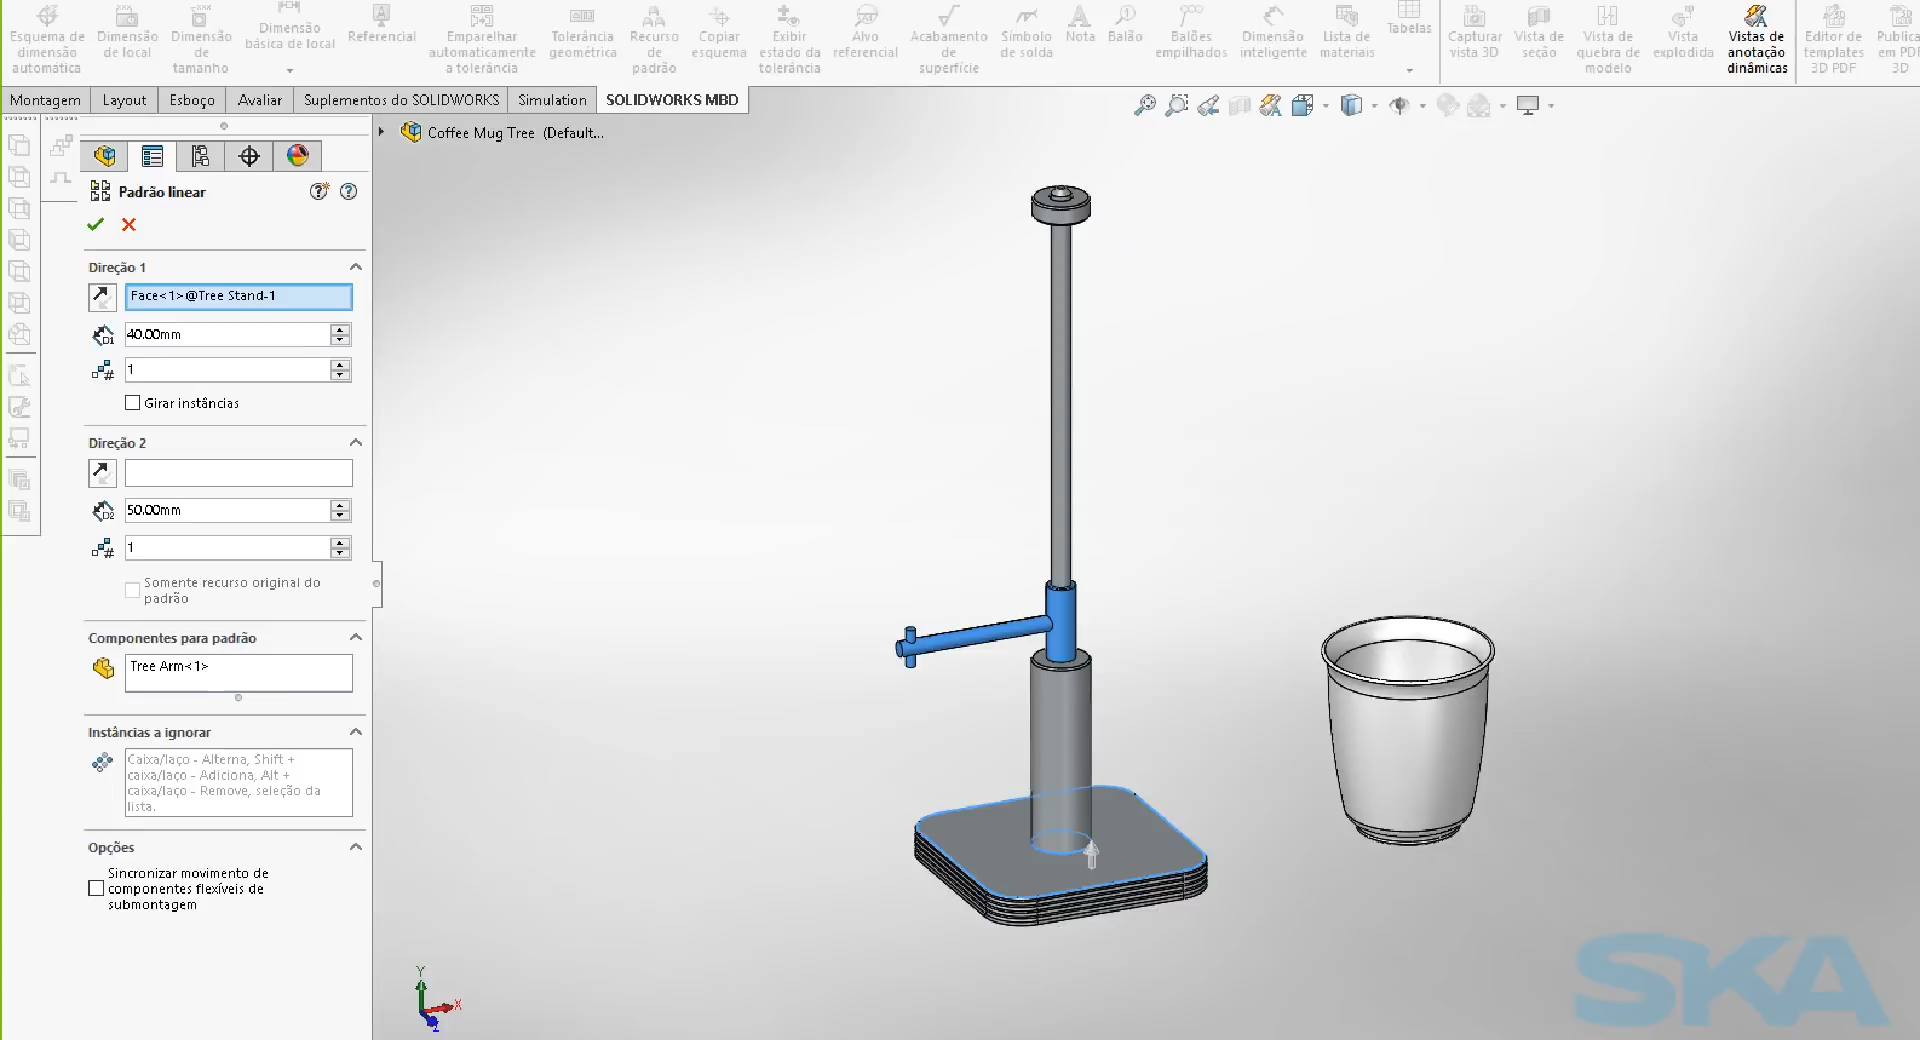 Esquema de dimensão automática
Dimensão de local
Dimensão de tamanho
Dimensão básica de local
Referencial
Emparelhar automaticamente a tolerância
Tolerância geométrica
Recurso de padrão
Copiar esquema
Exibir estado da tolerância
Alvo referencial
Acabamento de superfície
Símbolo de solda
Nota
Balão
Balões empilhados
Dimensão inteligente
Lista de materiais
Tabelas
Capturar vista 3D
Vista de seção
Vista de quebra de modelo
Vista explodida
Vistas de anotação dinâmicas
Editor de templates 3D PDF
Publica em PDF 3D
Montagem
Layout
Esboço
Avaliar
Suplementos do SOLIDWORKS
Simulation
SOLIDWORKS MBD
Coffee Mug Tree (Default...
Padrão linear
Direção 1
Face<1>@Tree Stand-1
D1
40.00mm
#
1
Girar instâncias
Direção 2
D2
50.00mm
#
1
Somente recurso original do
padrão
Componentes para padrão
Tree Arm<1>
Instâncias a ignorar
Caixa/laço - Alterna, Shift +
caixa/laço - Adiciona, Alt +
caixa/laço - Remove, seleção da
lista.
Opções
Sincronizar movimento de
componentes flexíveis de
submontagem
Y
X
Z
SKA